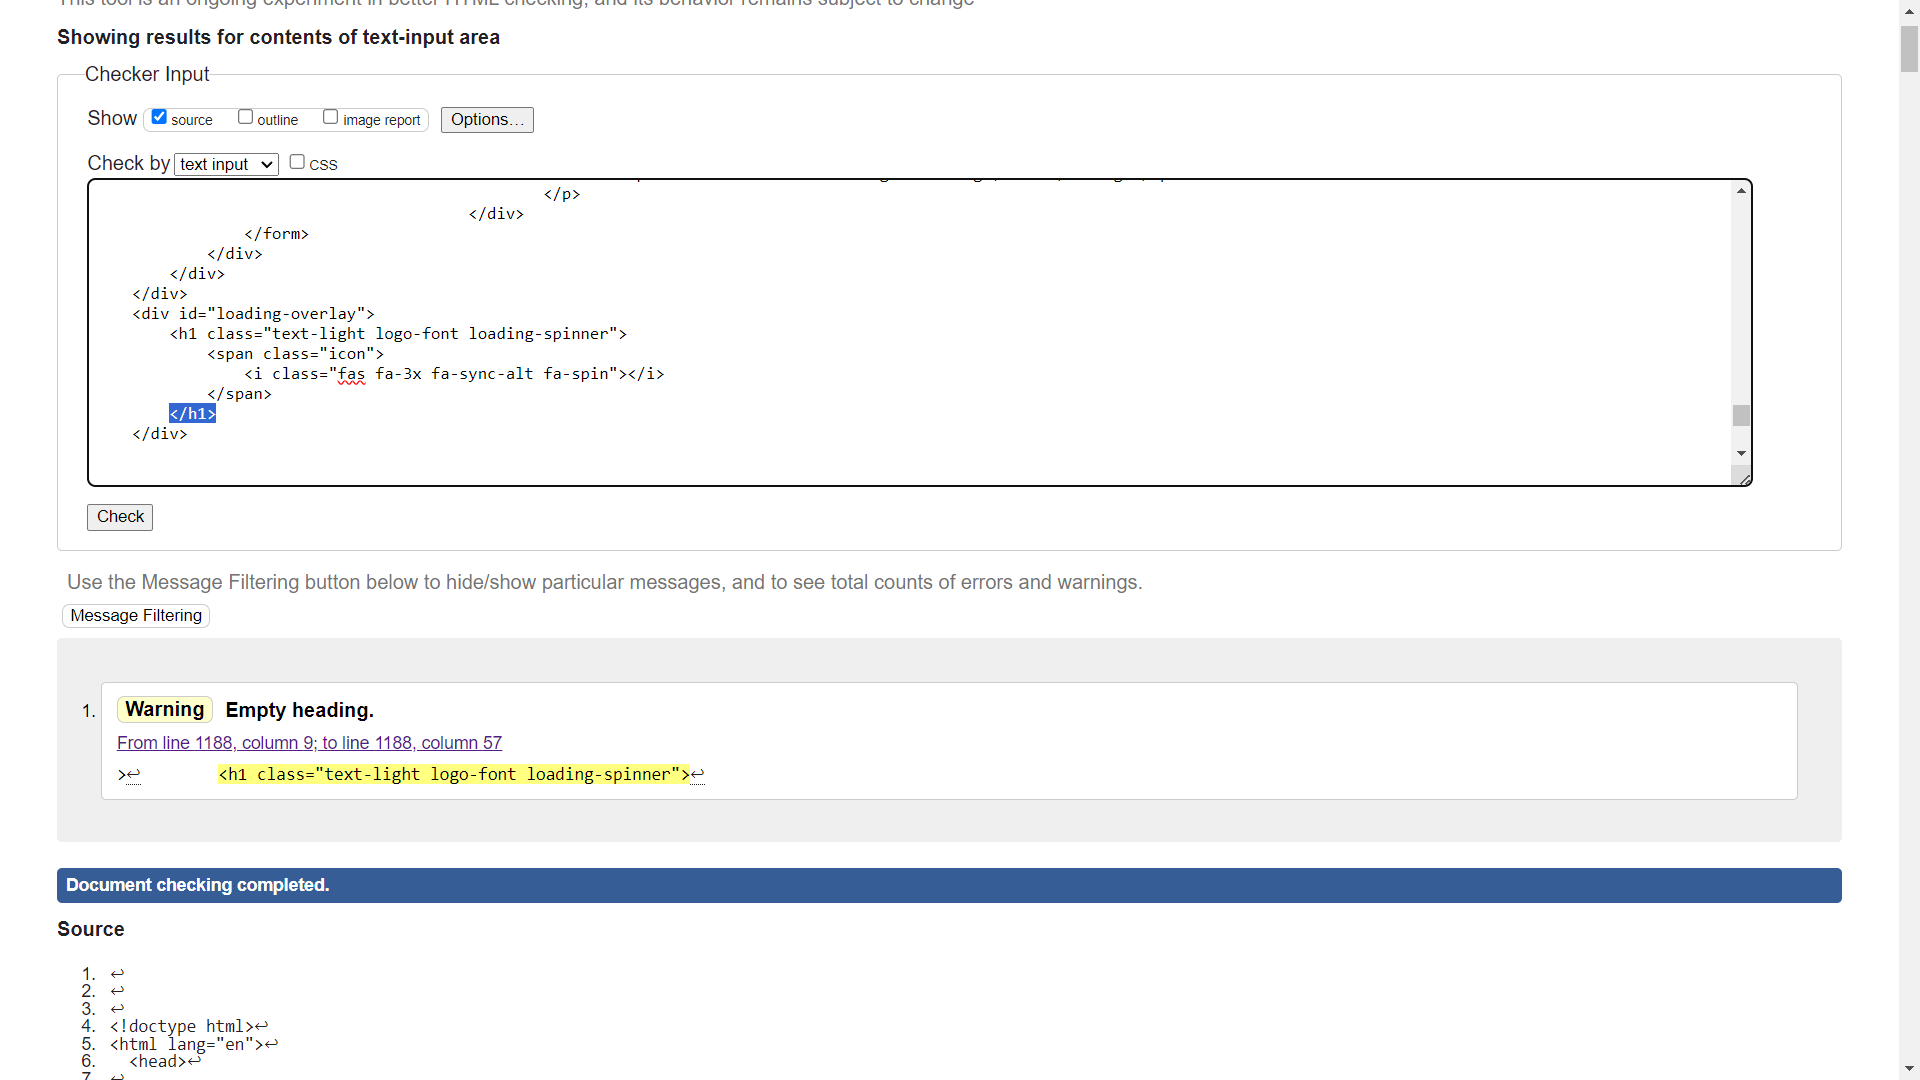 This tool is an ongoing experiment in better HTML checking, and its behavior remains subject to change
Showing results for contents of text-input area
Checker Input
Show source outline image report Options…
Check by text input CSS
</p>
</div>
</form>
</div>
</div>
</div>
<div id="loading-overlay">
<h1 class="text-light logo-font loading-spinner">
<span class="icon">
<i class="fas fa-3x fa-sync-alt fa-spin"></i>
</span>
</h1>
</div>
Check
Use the Message Filtering button below to hide/show particular messages, and to see total counts of errors and warnings.
Message Filtering
1. Warning Empty heading.
From line 1188, column 9; to line 1188, column 57
>↩ <h1 class="text-light logo-font loading-spinner">↩
Document checking completed.
Source
1. ↩
2. ↩
3. ↩
4. <!doctype html>↩
5. <html lang="en">↩
6. <head>↩
7. ↩